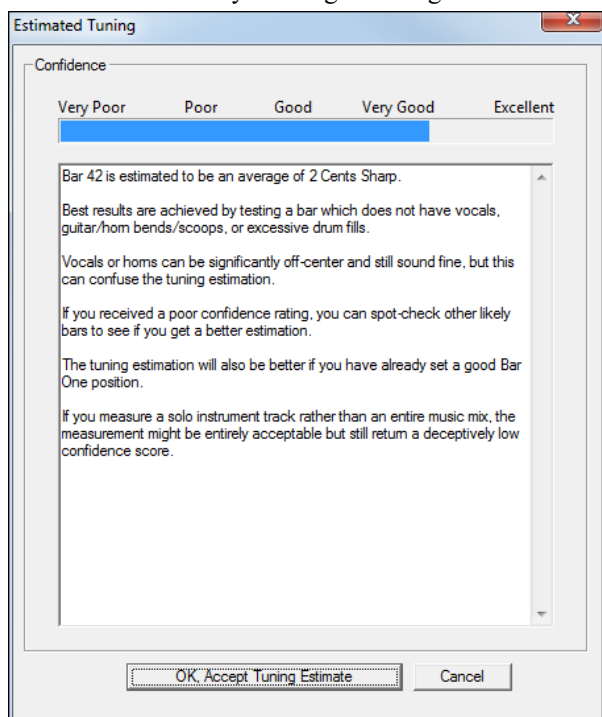 Estimated Tuning
Confidence
Very Poor Poor Good Very Good Excellent
Bar 42 is estimated to be an average of 2 Cents Sharp.
Best results are achieved by testing a bar which does not have vocals,
guitar/horn bends/scoops, or excessive drum fills.
Vocals or horns can be significantly off-center and still sound fine, but this
can confuse the tuning estimation.
If you received a poor confidence rating, you can spot-check other likely
bars to see if you get a better estimation.
The tuning estimation will also be better if you have already set a good Bar
One position.
If you measure a solo instrument track rather than an entire music mix, the
measurement might be entirely acceptable but still return a deceptively low
confidence score.
OK, Accept Tuning Estimate Cancel